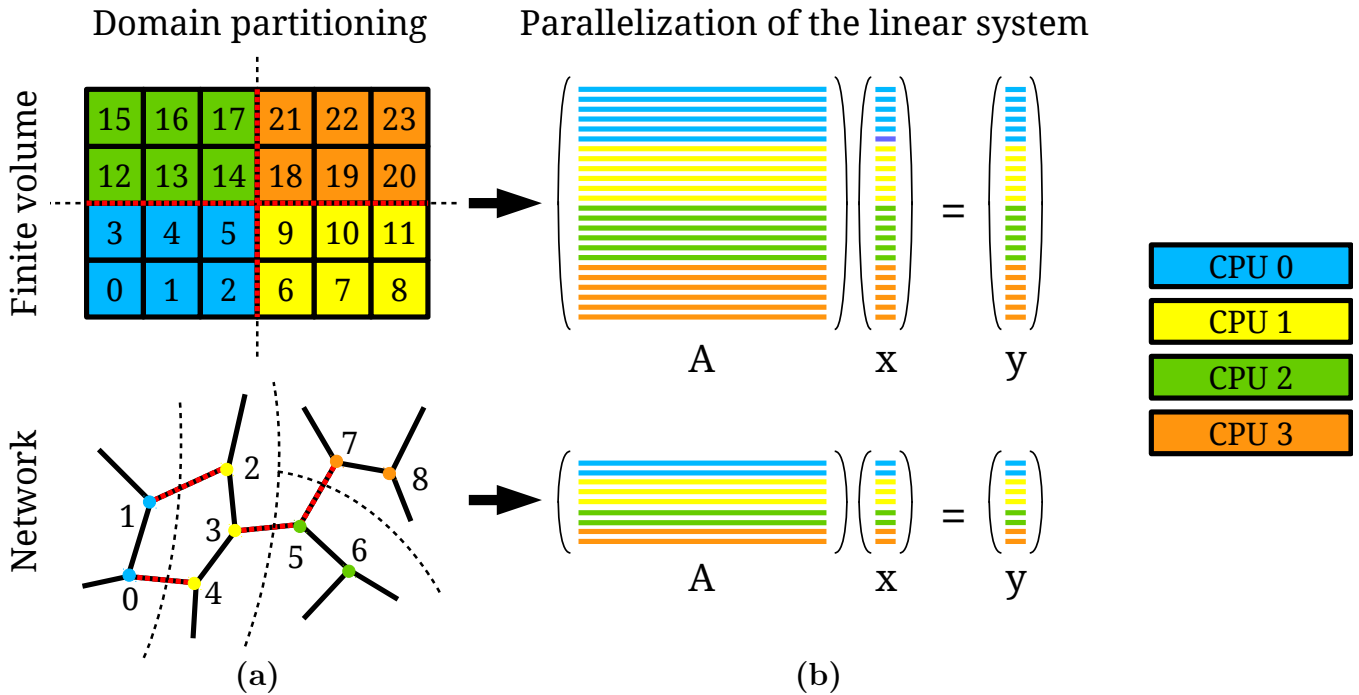 Domain partitioning
Parallelization of the linear system
Finite volume
15 16 17 21 22 23
12 13 14 18 19 20
3 4 5 9 10 11
0 1 2 6 7 8
=
A x y
CPU 0
CPU 1
CPU 2
CPU 3
Network
7
2
8
1
3
5
6
0
4
=
A x y
(a)
(b)